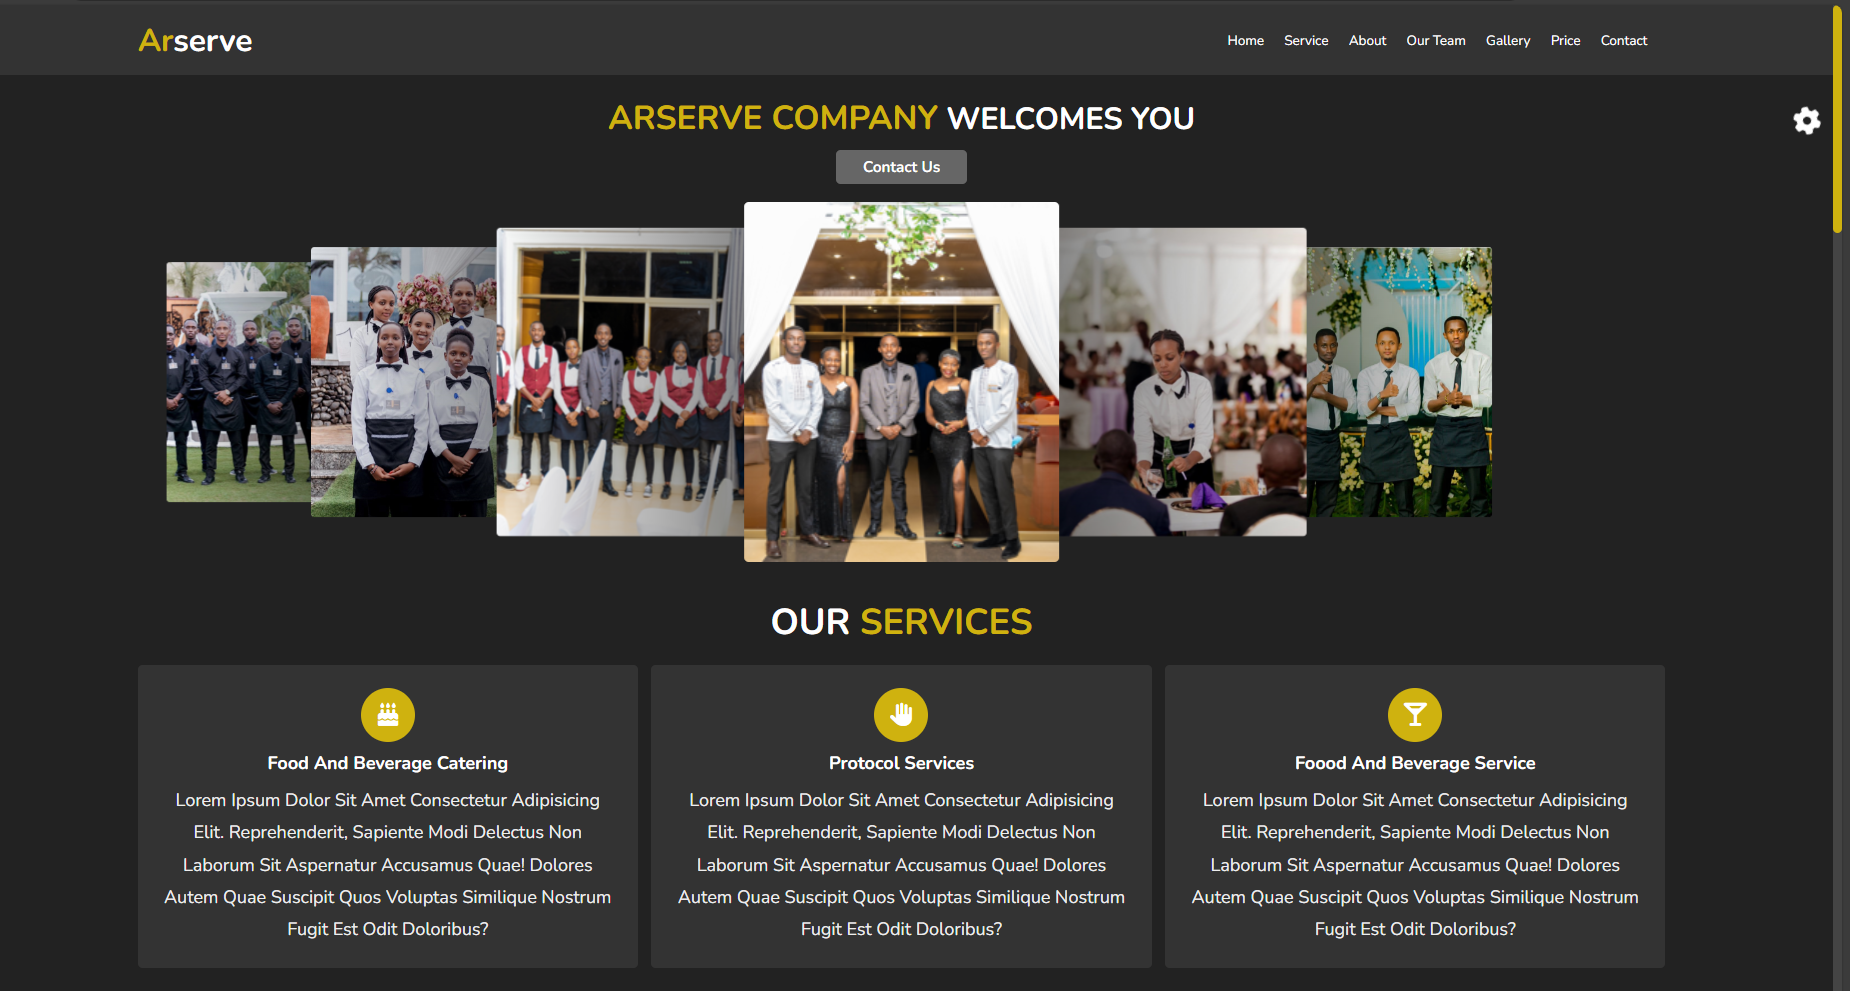 Arserve
Home Service About Our Team Gallery Price Contact
ARSERVE COMPANY WELCOMES YOU
Contact Us
OUR SERVICES
Food And Beverage Catering
Lorem Ipsum Dolor Sit Amet Consectetur Adipisicing
Elit. Reprehenderit, Sapiente Modi Delectus Non
Laborum Sit Aspernatur Accusamus Quae! Dolores
Autem Quae Suscipit Quos Voluptas Similique Nostrum
Fugit Est Odit Doloribus?
Protocol Services
Lorem Ipsum Dolor Sit Amet Consectetur Adipisicing
Elit. Reprehenderit, Sapiente Modi Delectus Non
Laborum Sit Aspernatur Accusamus Quae! Dolores
Autem Quae Suscipit Quos Voluptas Similique Nostrum
Fugit Est Odit Doloribus?
Foood And Beverage Service
Lorem Ipsum Dolor Sit Amet Consectetur Adipisicing
Elit. Reprehenderit, Sapiente Modi Delectus Non
Laborum Sit Aspernatur Accusamus Quae! Dolores
Autem Quae Suscipit Quos Voluptas Similique Nostrum
Fugit Est Odit Doloribus?